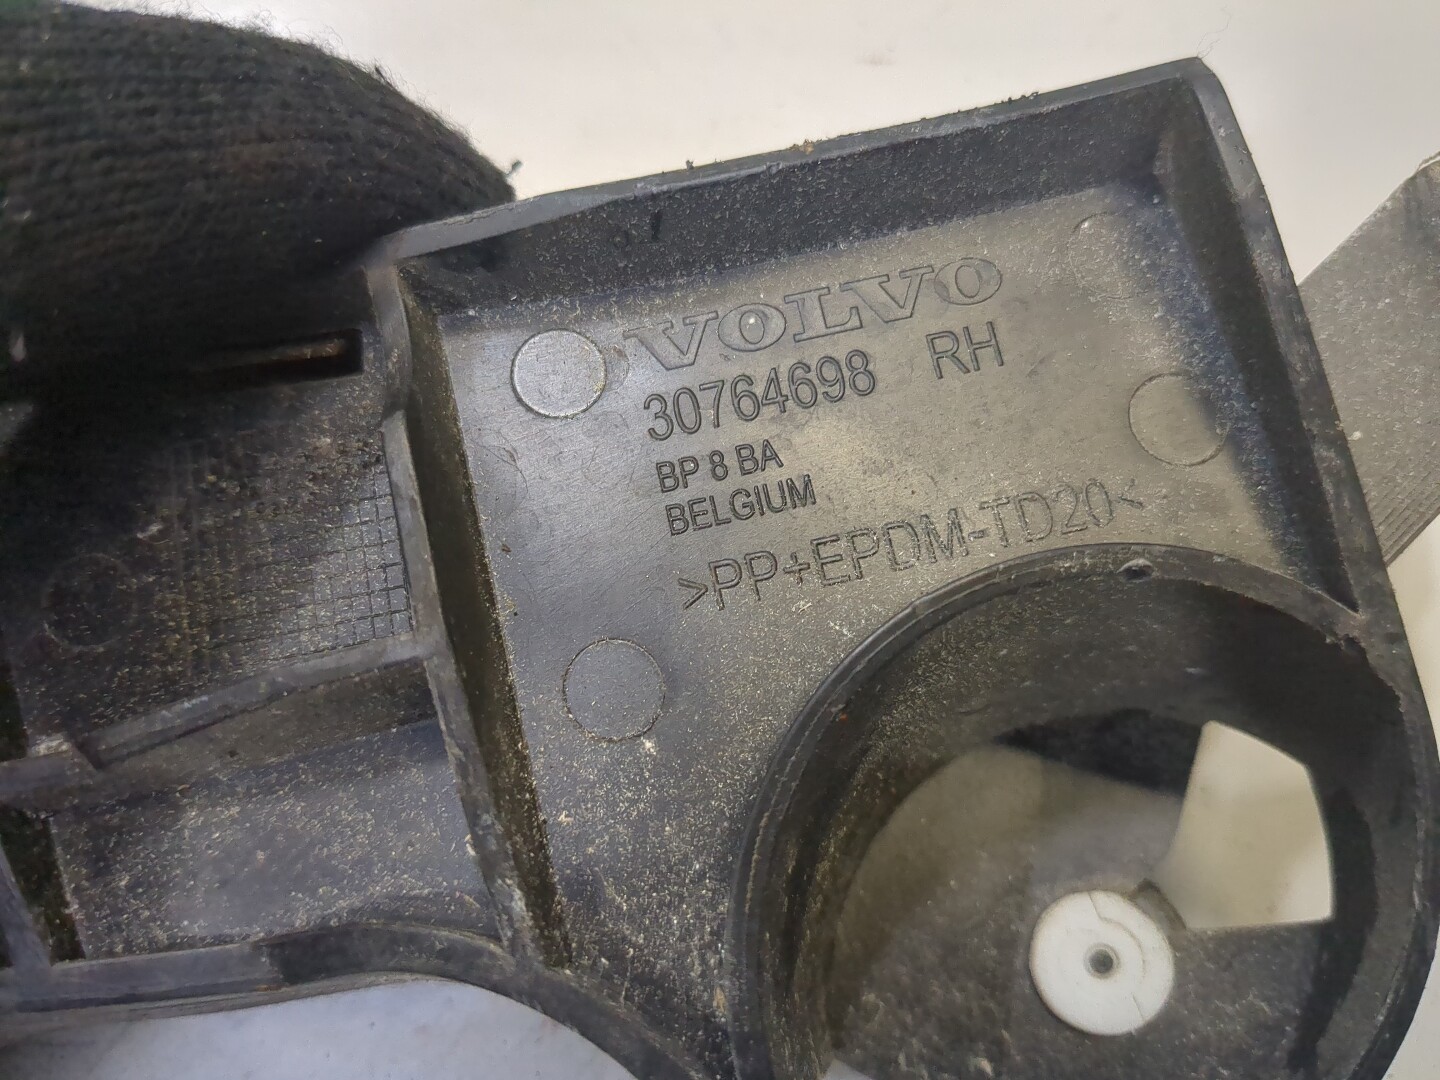 VOLVO
30764698 RH
BP 8 BA
BELGIUM
>PP+EPDM-TD20<